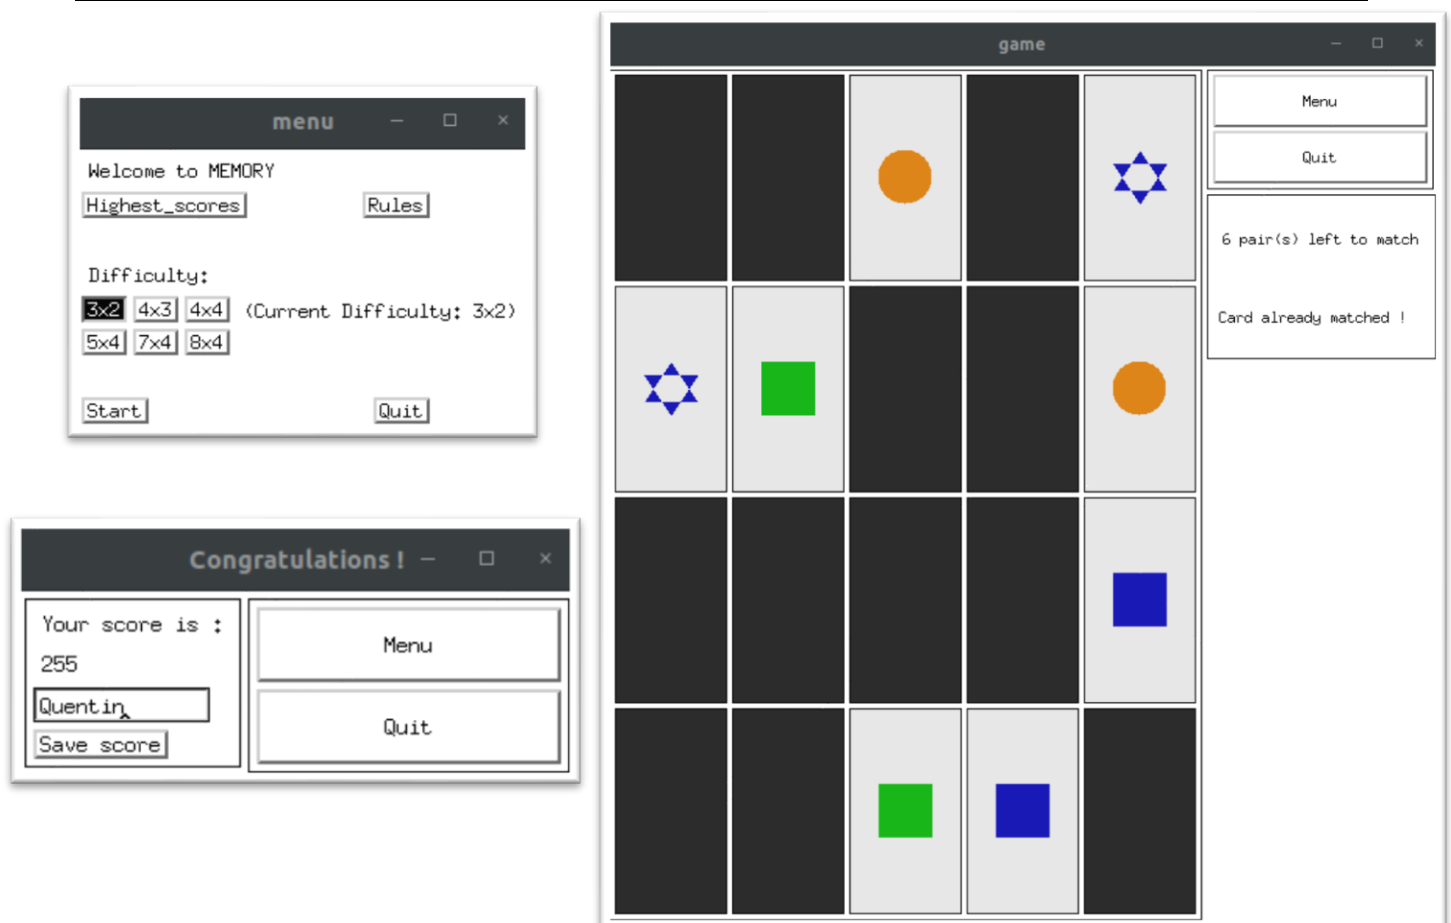 menu
Welcome to MEMORY
Highest_scores Rules
Difficulty:
3x2 4x3 4x4 (Current Difficulty: 3x2)
5x4 7x4 8x4
Start Quit
Congratulations !
Your score is :
255
Quentin
Save score
Menu
Quit
game
Menu
Quit
6 pair(s) left to match
Card already matched !